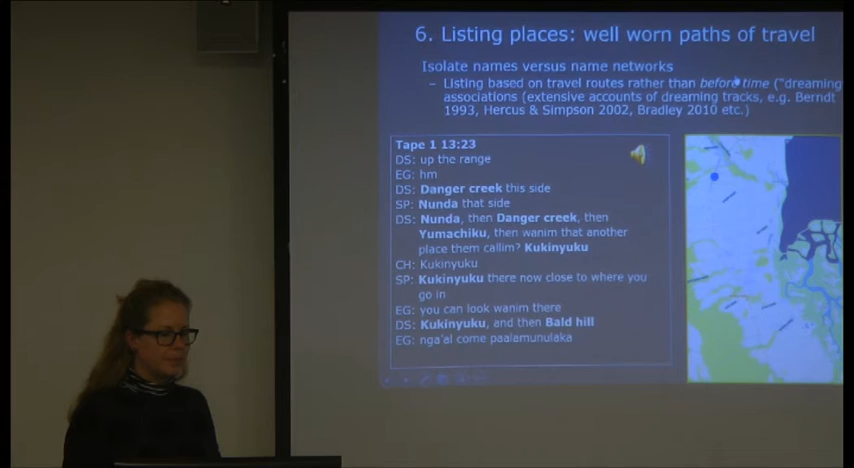 6. Listing places: well worn paths of travel
Isolate names versus name networks
– Listing based on travel routes rather than before time ("dreaming
associations (extensive accounts of dreaming tracks, e.g. Berndt
1993, Hercus & Simpson 2002, Bradley 2010 etc.)
Tape 1 13:23
DS: up the range
EG: hm
DS: Danger creek this side
SP: Nunda that side
DS: Nunda, then Danger creek, then
Yumachiku, then wanim that another
place them callim? Kukinyuku
CH: Kukinyuku
SP: Kukinyuku there now close to where you
go in
EG: you can look wanim there
DS: Kukinyuku, and then Bald hill
EG: nga'al come paalamunulaka